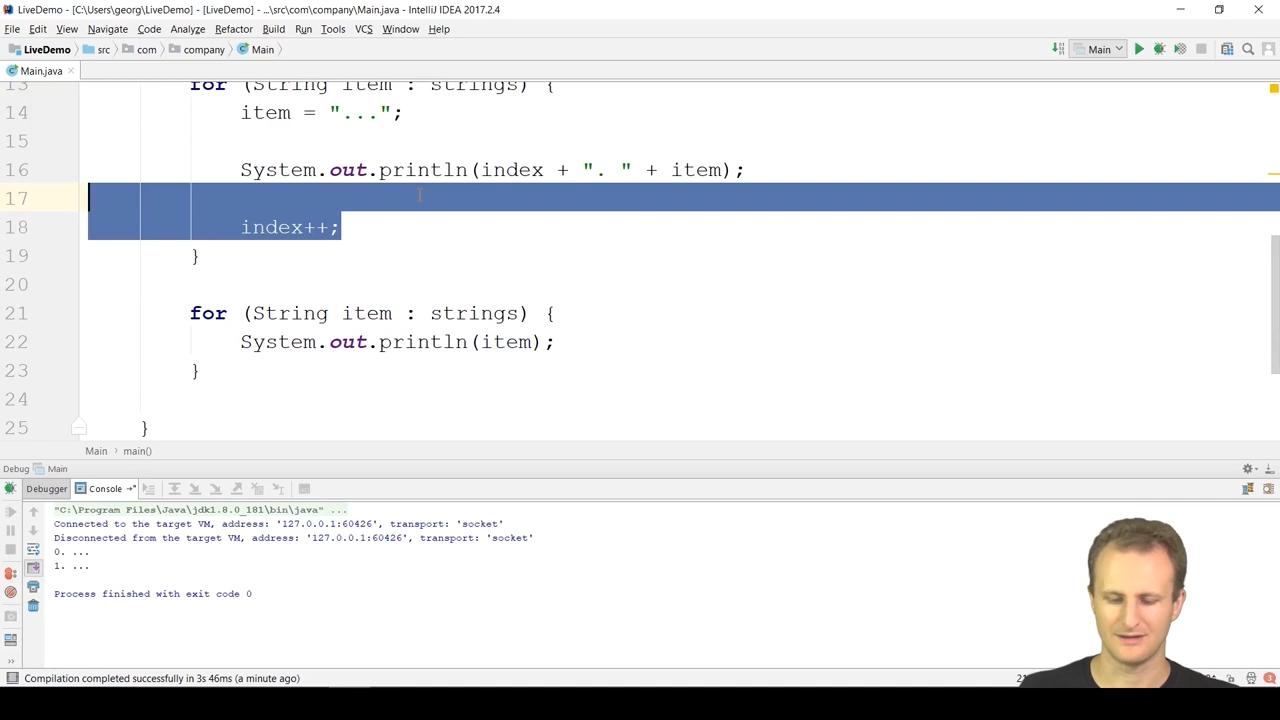 LiveDemo - [C:\Users\georg\LiveDemo] - [LiveDemo] - ...\src\com\company\Main.java - IntelliJ IDEA 2017.2.4
File Edit View Navigate Code Analyze Refactor Build Run Tools VCS Window Help
LiveDemo src com company Main Main
Main.java
13 for (String item : strings) {
14 item = "...";
15
16 System.out.println(index + ". " + item);
17
18 index++;
19 }
20
21 for (String item : strings) {
22 System.out.println(item);
23 }
24
25 }
Main main()
Debug Main
Debugger Console
"C:\Program Files\Java\jdk1.8.0_181\bin\java" ...
Connected to the target VM, address: '127.0.0.1:60426', transport: 'socket'
Disconnected from the target VM, address: '127.0.0.1:60426', transport: 'socket'
0. ...
1. ...
Process finished with exit code 0
Compilation completed successfully in 3s 46ms (a minute ago)